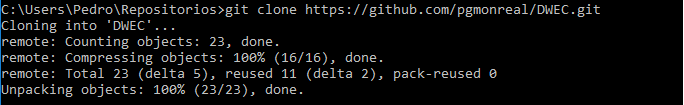 C:\Users\Pedro\Repositorios>git clone https://github.com/pgmonreal/DWEC.git
Cloning into 'DWEC'...
remote: Counting objects: 23, done.
remote: Compressing objects: 100% (16/16), done.
remote: Total 23 (delta 5), reused 11 (delta 2), pack-reused 0
Unpacking objects: 100% (23/23), done.